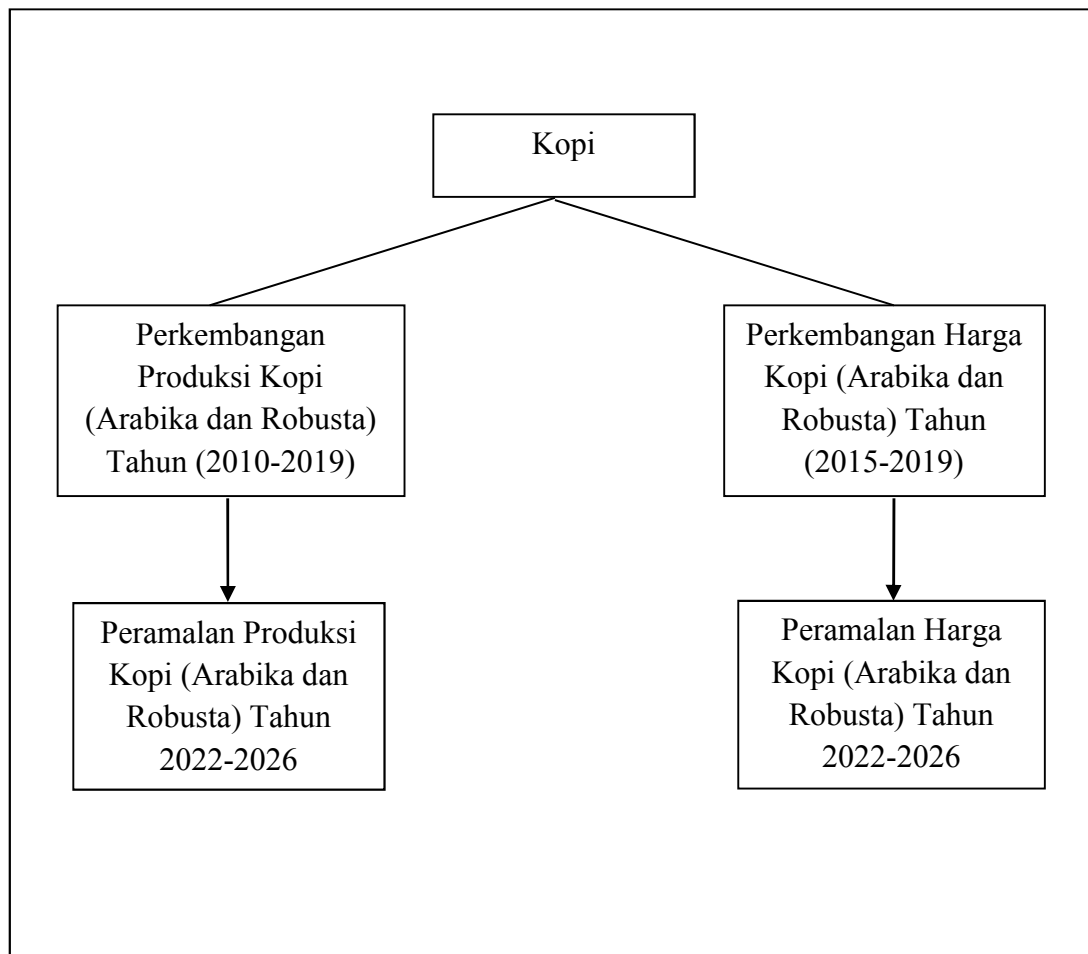 Kopi
Perkembangan
Produksi Kopi
(Arabika dan Robusta)
Tahun (2010-2019)
Perkembangan Harga
Kopi (Arabika dan
Robusta) Tahun
(2015-2019)
Peramalan Produksi
Kopi (Arabika dan
Robusta) Tahun
2022-2026
Peramalan Harga
Kopi (Arabika dan
Robusta) Tahun
2022-2026